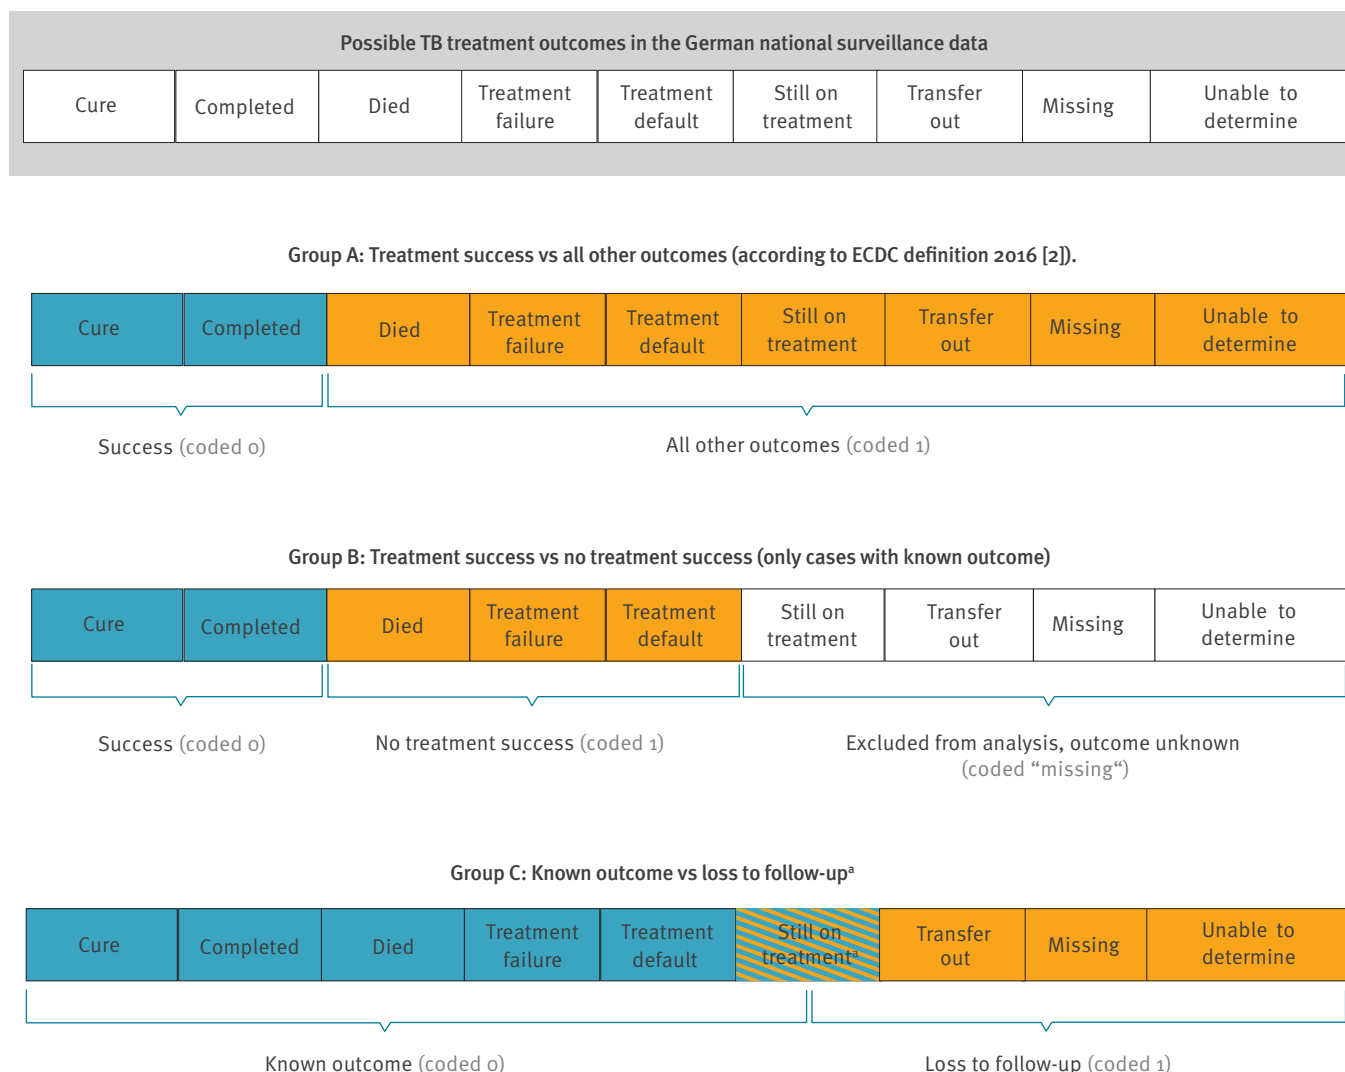 Possible TB treatment outcomes in the German national surveillance data
Cure
Completed
Died
Treatment
failure
Treatment
default
Still on
treatment
Transfer
out
Missing
Unable to
determine
Group A: Treatment success vs all other outcomes (according to ECDC definition 2016 [2]).
Cure
Completed
Died
Treatment
failure
Treatment
default
Still on
treatment
Transfer
out
Missing
Unable to
determine
Success (coded 0)
All other outcomes (coded 1)
Group B: Treatment success vs no treatment success (only cases with known outcome)
Cure
Completed
Died
Treatment
failure
Treatment
default
Still on
treatment
Transfer
out
Missing
Unable to
determine
Success (coded 0)
No treatment success (coded 1)
Excluded from analysis, outcome unknown
(coded “missing“)
Group C: Known outcome vs loss to follow-upᵃ
Cure
Completed
Died
Treatment
failure
Treatment
default
Still on
treatmentᵃ
Transfer
out
Missing
Unable to
determine
Known outcome (coded 0)
Loss to follow-up (coded 1)